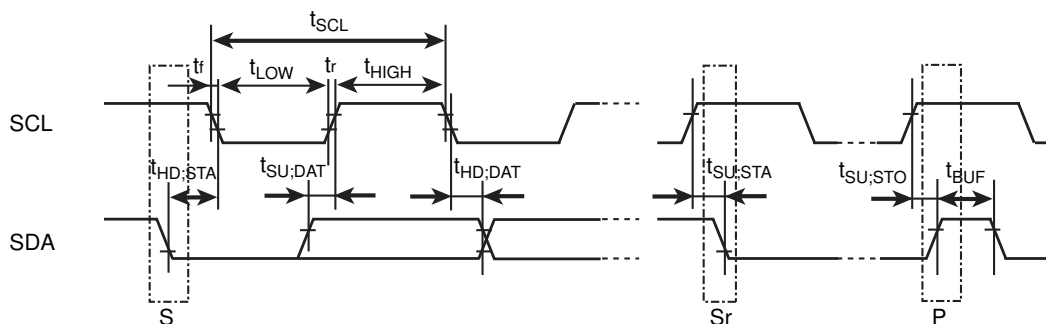 tSCL
tf tLOW tr tHIGH
SCL
tHD;STA tSU;DAT tHD;DAT tSU;STA tSU;STO tBUF
SDA
S Sr P